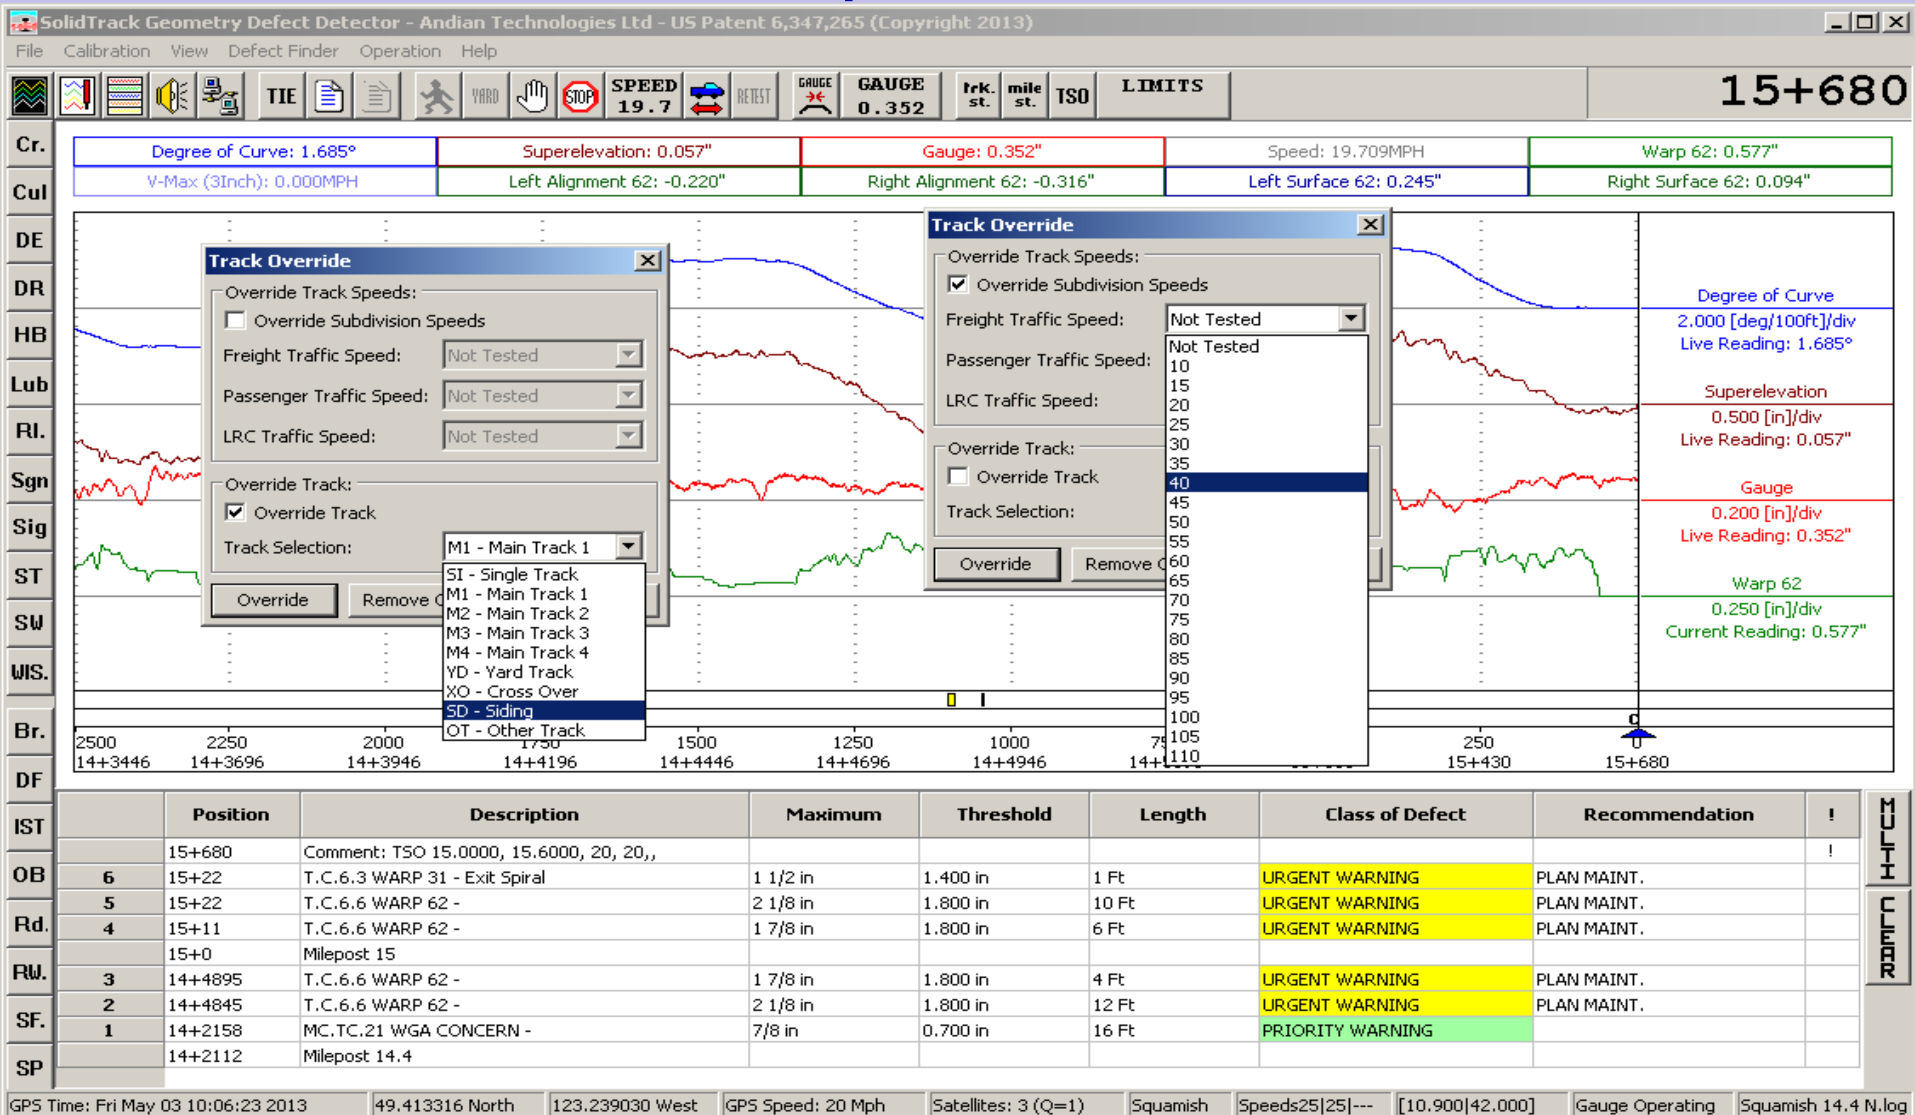 SolidTrack Geometry Defect Detector - Andian Technologies Ltd - US Patent 6,347,265 (Copyright 2013)
File Calibration View Defect Finder Operation Help
TIE YARD STOP SPEED 19.7 RETEST GAUGE GAUGE 0.352 trk. st. mile st. TSO LIMITS 15+680
Cr.
Cul
DE
DR
HB
Lub
RI.
Sgn
Sig
ST
SW
WIS.
Br.
DF
IST
OB
Rd.
RW.
SF.
SP
Degree of Curve: 1.685° Superelevation: 0.057" Gauge: 0.352" Speed: 19.709MPH Warp 62: 0.577"
V-Max (3Inch): 0.000MPH Left Alignment 62: -0.220" Right Alignment 62: -0.316" Left Surface 62: 0.245" Right Surface 62: 0.094"
Track Override
Override Track Speeds:
Override Subdivision Speeds
Freight Traffic Speed: Not Tested
Passenger Traffic Speed: Not Tested
LRC Traffic Speed: Not Tested
Override Track:
Override Track
Track Selection: M1 - Main Track 1
Override Remove
SI - Single Track
M1 - Main Track 1
M2 - Main Track 2
M3 - Main Track 3
M4 - Main Track 4
YD - Yard Track
XO - Cross Over
SD - Siding
OT - Other Track
Track Override
Override Track Speeds:
Override Subdivision Speeds
Freight Traffic Speed: Not Tested
Passenger Traffic Speed:
LRC Traffic Speed:
Override Track:
Override Track
Track Selection:
Override Remove
Not Tested
10
15
20
25
30
35
40
45
50
55
60
65
70
75
80
85
90
95
100
105
110
Degree of Curve
2.000 [deg/100ft]/div
Live Reading: 1.685°
Superelevation
0.500 [in]/div
Live Reading: 0.057"
Gauge
0.200 [in]/div
Live Reading: 0.352"
Warp 62
0.250 [in]/div
Current Reading: 0.577"
C
2500 2250 2000 1750 1500 1250 1000 250 0
14+3446 14+3696 14+3946 14+4196 14+4446 14+4696 14+4946 15+430 15+680
Position Description Maximum Threshold Length Class of Defect Recommendation !
15+680 Comment: TSO 15.0000, 15.6000, 20, 20,, !
6 15+22 T.C.6.3 WARP 31 - Exit Spiral 1 1/2 in 1.400 in 1 Ft URGENT WARNING PLAN MAINT.
5 15+22 T.C.6.6 WARP 62 - 2 1/8 in 1.800 in 10 Ft URGENT WARNING PLAN MAINT.
4 15+11 T.C.6.6 WARP 62 - 1 7/8 in 1.800 in 6 Ft URGENT WARNING PLAN MAINT.
15+0 Milepost 15
3 14+4895 T.C.6.6 WARP 62 - 1 7/8 in 1.800 in 4 Ft URGENT WARNING PLAN MAINT.
2 14+4845 T.C.6.6 WARP 62 - 2 1/8 in 1.800 in 12 Ft URGENT WARNING PLAN MAINT.
1 14+2158 MC.TC.21 WGA CONCERN - 7/8 in 0.700 in 16 Ft PRIORITY WARNING
14+2112 Milepost 14.4
MULTI
CLEAR
GPS Time: Fri May 03 10:06:23 2013 49.413316 North 123.239030 West GPS Speed: 20 Mph Satellites: 3 (Q=1) Squamish Speeds25|25|--- [10.900|42.000] Gauge Operating Squamish 14.4 N.log